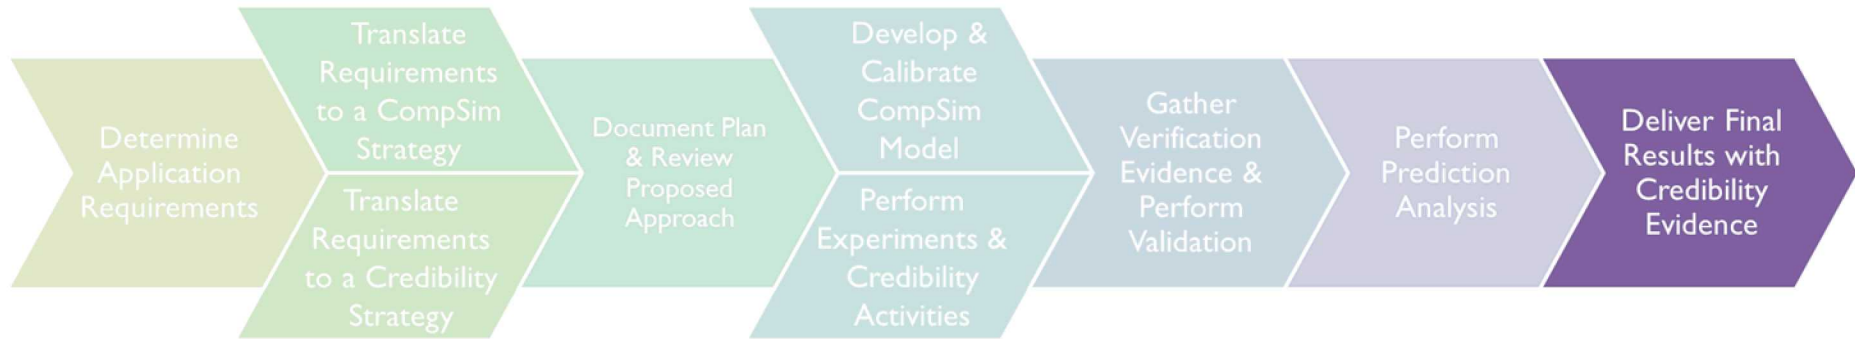 Determine
Application
Requirements
Translate
Requirements
to a CompSim
Strategy
Translate
Requirements
to a Credibility
Strategy
Document Plan
& Review
Proposed
Approach
Develop &
Calibrate
CompSim
Model
Perform
Experiments &
Credibility
Activities
Gather
Verification
Evidence &
Perform
Validation
Perform
Prediction
Analysis
Deliver Final
Results with
Credibility
Evidence